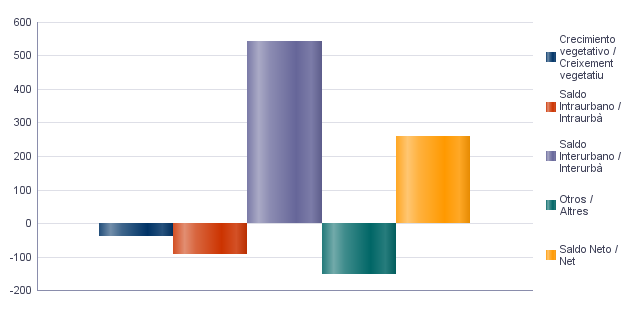 600
500
400
300
200
100
0
-100
-200
Crecimiento
vegetativo /
Creixement
vegetatiu
Saldo
Intraurbano /
Intraurbà
Saldo
Interurbano /
Interurbà
Otros /
Altres
Saldo Neto /
Net